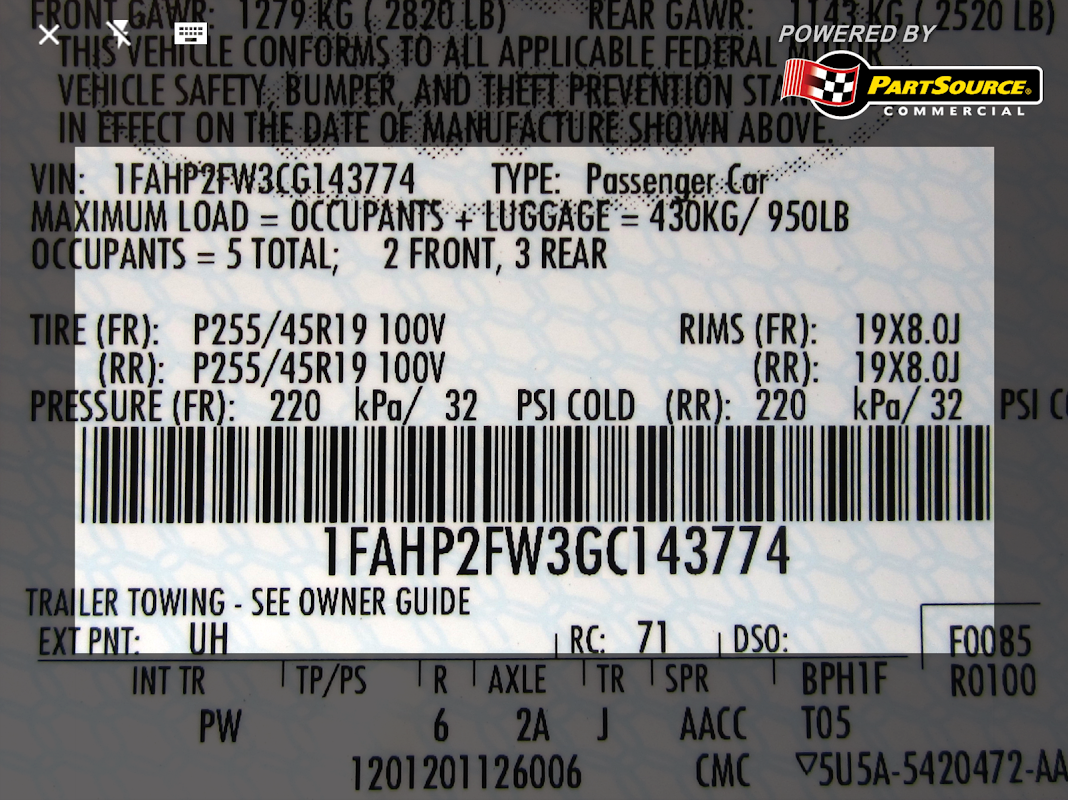 FRONT GAWR: 1279 KG ( 2820 LB) REAR GAWR: 1143 KG ( 2520 LB)
POWERED BY
PARTSOURCE®
COMMERCIAL
THIS VEHICLE CONFORMS TO ALL APPLICABLE FEDERAL MOTOR
VEHICLE SAFETY, BUMPER, AND THEFT PREVENTION STA
IN EFFECT ON THE DATE OF MANUFACTURE SHOWN ABOVE.
VIN: 1FAHP2FW3CG143774 TYPE: Passenger Car
MAXIMUM LOAD = OCCUPANTS + LUGGAGE = 430KG/ 950LB
OCCUPANTS = 5 TOTAL; 2 FRONT, 3 REAR
TIRE (FR): P255/45R19 100V RIMS (FR): 19X8.0J
(RR): P255/45R19 100V (RR): 19X8.0J
PRESSURE (FR): 220 kPa/ 32 PSI COLD (RR): 220 kPa/ 32 PSI C
1FAHP2FW3GC143774
TRAILER TOWING - SEE OWNER GUIDE
EXT PNT: UH RC: 71 DSO: F0085
INT TR TP/PS R AXLE TR SPR BPH1F R0100
PW 6 2A J AACC T05
1201201126006 CMC ▽5U5A-5420472-AA